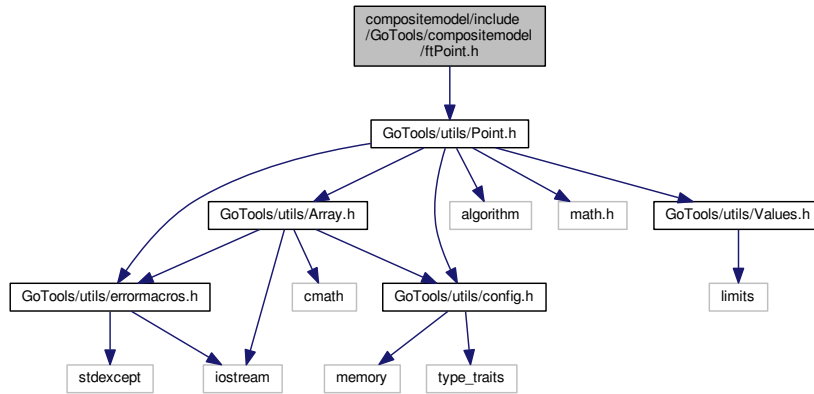 compositemodel/include
/GoTools/compositemodel
/ftPoint.h
GoTools/utils/Point.h
GoTools/utils/Array.h
algorithm
math.h
GoTools/utils/Values.h
GoTools/utils/errormacros.h
cmath
GoTools/utils/config.h
limits
stdexcept
iostream
memory
type_traits